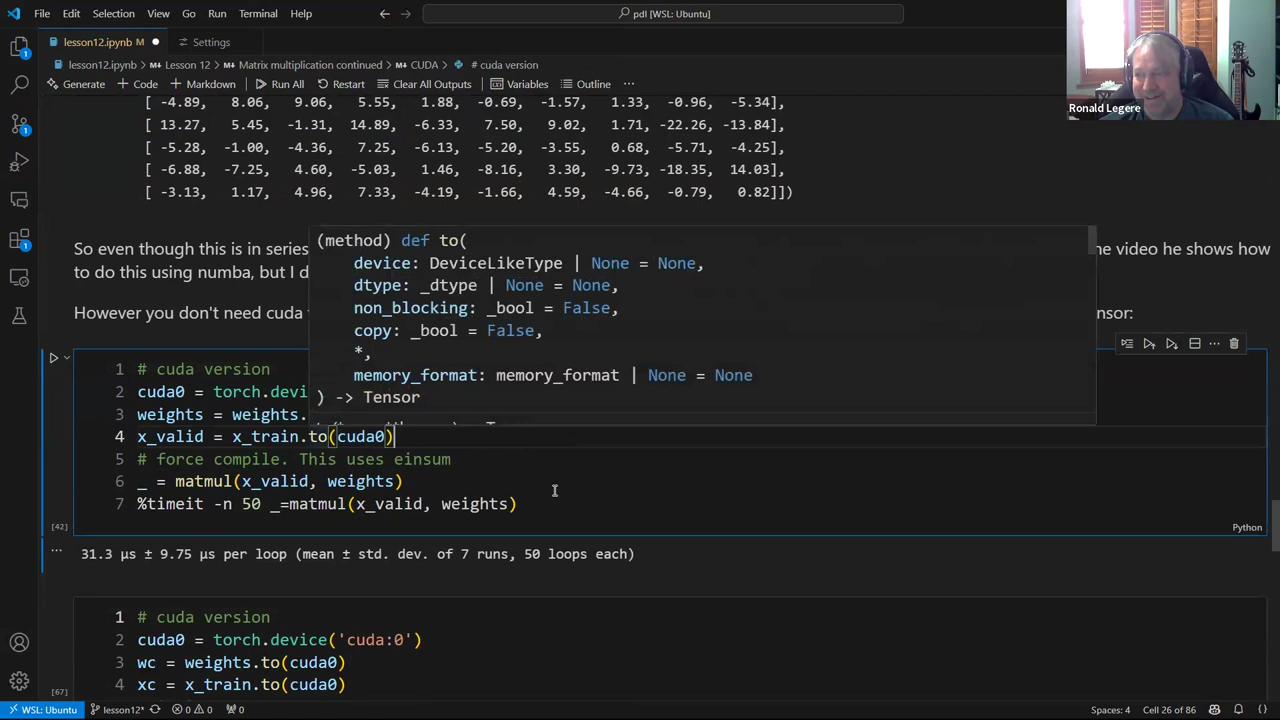 File Edit Selection View Go Run Terminal Help
pdl [WSL: Ubuntu]
lesson12.ipynb M Settings
lesson12.ipynb > Lesson 12 > Matrix multiplication continued > CUDA > # cuda version
Generate + Code + Markdown Run All Restart Clear All Outputs Variables Outline ...
Ronald Legere
[ -4.89, 8.06, 9.06, 5.55, 1.88, -0.69, -1.57, 1.33, -0.96, -5.34],
[ 13.27, 5.45, -1.31, 14.89, -6.33, 7.50, 9.02, 1.71, -22.26, -13.84],
[ -5.28, -1.00, -4.36, 7.25, -6.13, -5.20, -3.55, 0.68, -5.71, -4.25],
[ -6.88, -7.25, 4.60, -5.03, 1.46, -8.16, 3.30, -9.73, -18.35, 14.03],
[ -3.13, 1.17, 4.96, 7.33, -4.19, -1.66, 4.59, -4.66, -0.79, 0.82]])
So even though this is in series
ne video he shows how
to do this using numba, but I d
However you don't need cuda
nsor:
(method) def to(
device: DeviceLikeType | None = None,
dtype: _dtype | None = None,
non_blocking: _bool = False,
copy: _bool = False,
*,
memory_format: memory_format | None = None
) -> Tensor
1 # cuda version
2 cuda0 = torch.devi
3 weights = weights.
4 x_valid = x_train.to(cuda0)
5 # force compile. This uses einsum
6 _ = matmul(x_valid, weights)
7 %timeit -n 50 _=matmul(x_valid, weights)
[42] Python
... 31.3 µs ± 9.75 µs per loop (mean ± std. dev. of 7 runs, 50 loops each)
1 # cuda version
2 cuda0 = torch.device('cuda:0')
3 wc = weights.to(cuda0)
4 xc = x_train.to(cuda0)
[67]
WSL: Ubuntu lesson12* 0 0 0 Spaces: 4 Cell 26 of 86